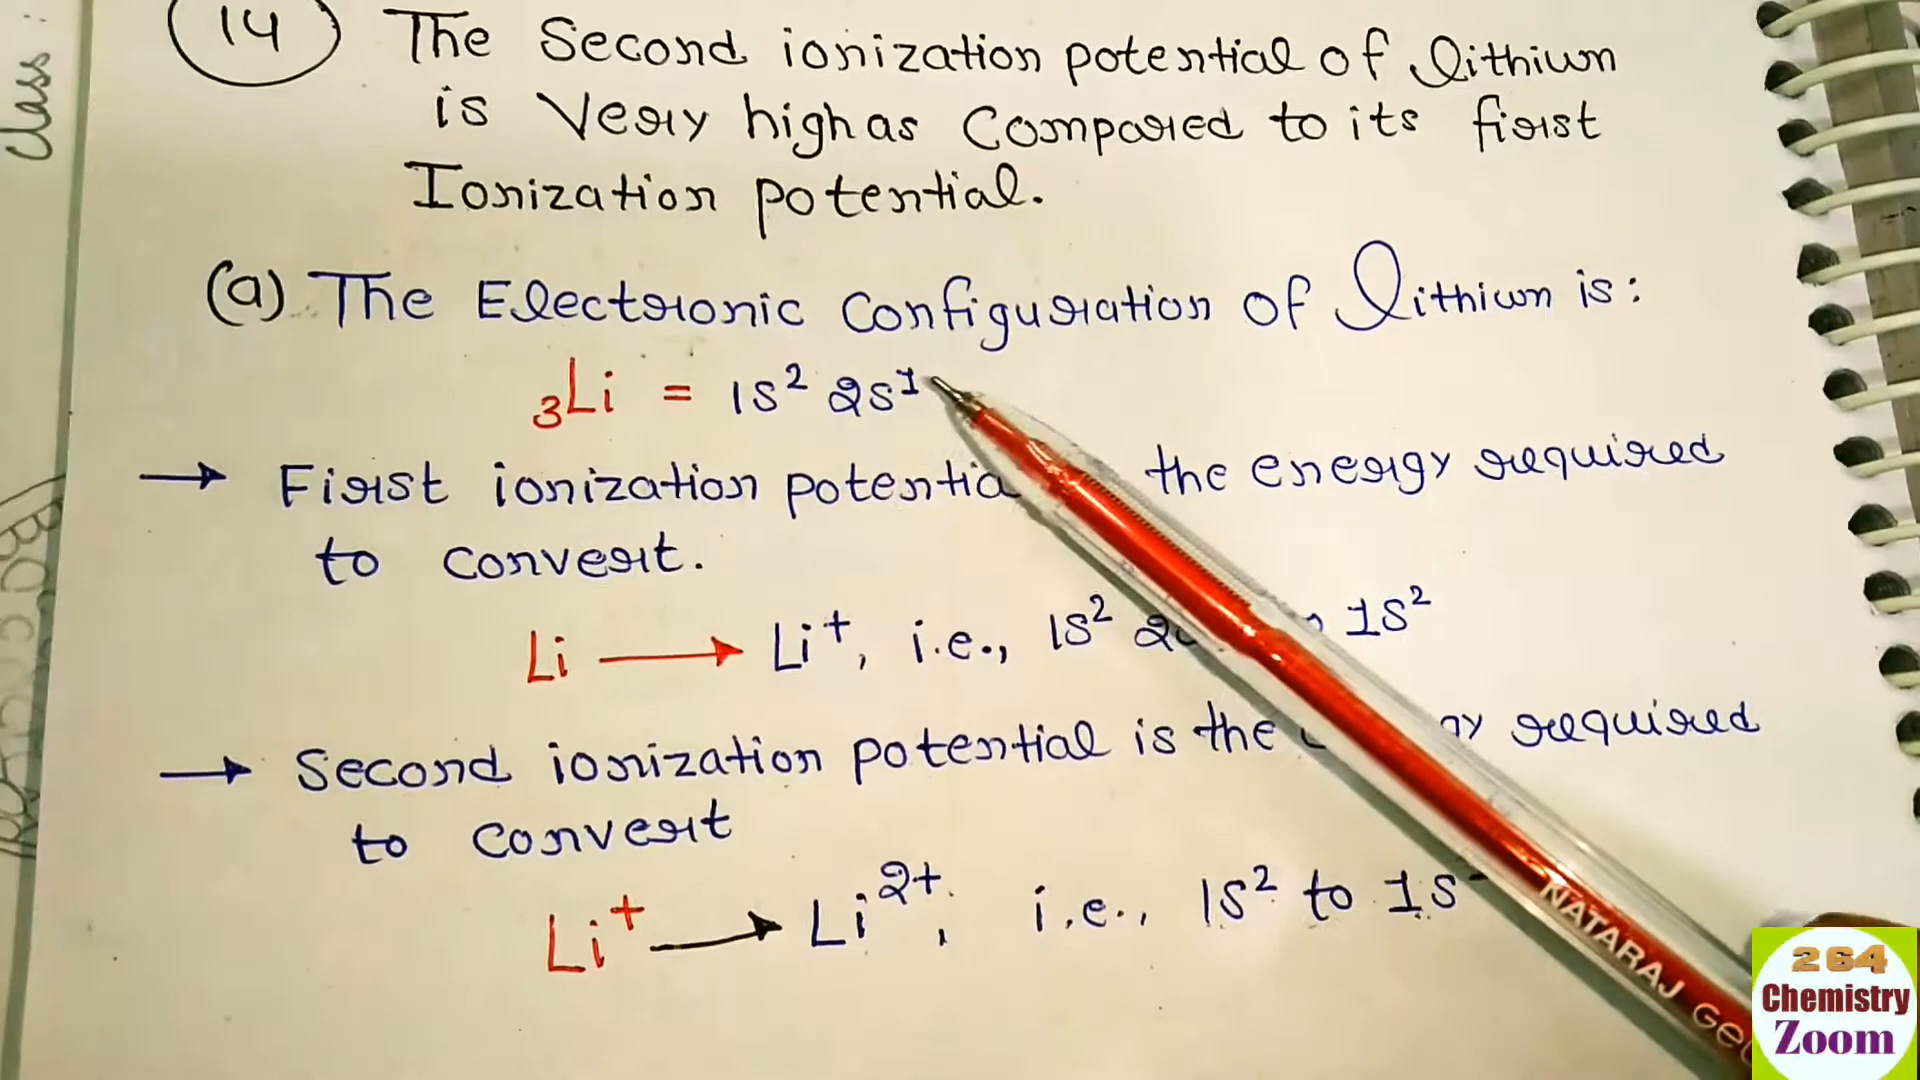 Class :
14 The Second ionization potential of lithium
is Very high as Compared to its first
Ionization potential.
(a) The Electronic Configuration of lithium is:
₃Li = 1s² 2s¹
→ First ionization the energy required
to convert.
Li → Li⁺, i.e., 1s² 1s²
→ Second ionization potential is the required
to convert
Li⁺ → Li²⁺, i.e., 1s² to 1s
NATARAJ
264
Chemistry
Zoom